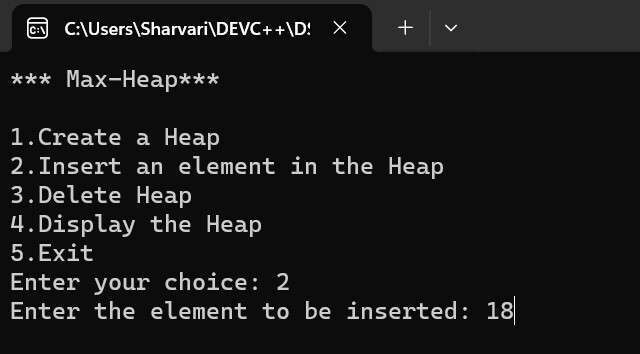 C:\Users\Sharvari\DEVC++\DS
*** Max-Heap***
1.Create a Heap
2.Insert an element in the Heap
3.Delete Heap
4.Display the Heap
5.Exit
Enter your choice: 2
Enter the element to be inserted: 18